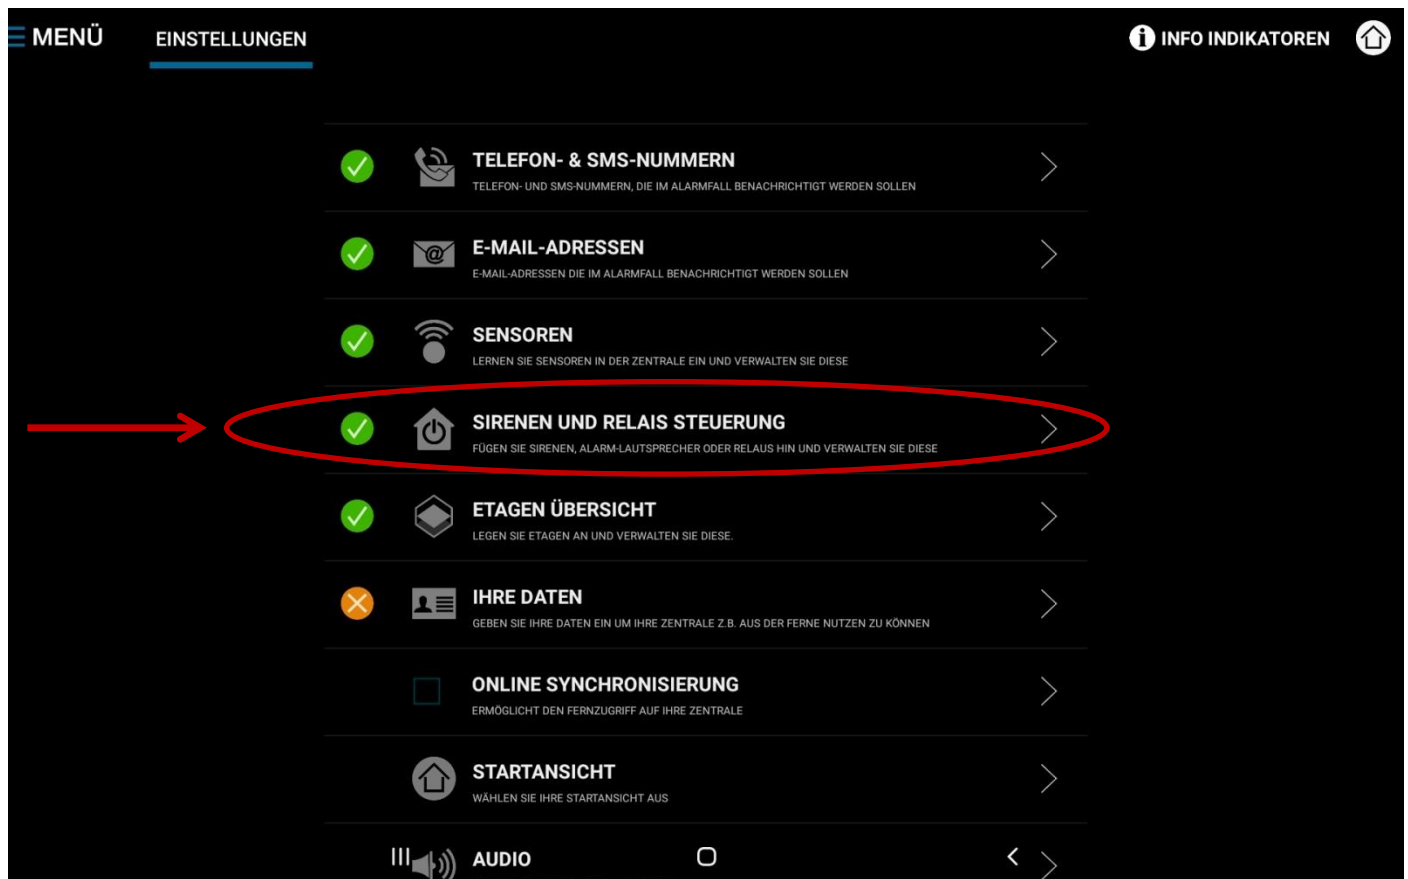 MENÜ
EINSTELLUNGEN
INFO INDIKATOREN
TELEFON- & SMS-NUMMERN
TELEFON- UND SMS-NUMMERN, DIE IM ALARMFALL BENACHRICHTIGT WERDEN SOLLEN
E-MAIL-ADRESSEN
E-MAIL-ADRESSEN DIE IM ALARMFALL BENACHRICHTIGT WERDEN SOLLEN
SENSOREN
LERNEN SIE SENSOREN IN DER ZENTRALE EIN UND VERWALTEN SIE DIESE
SIRENEN UND RELAIS STEUERUNG
FÜGEN SIE SIRENEN, ALARM-LAUTSPRECHER ODER RELAUS HIN UND VERWALTEN SIE DIESE
ETAGEN ÜBERSICHT
LEGEN SIE ETAGEN AN UND VERWALTEN SIE DIESE.
IHRE DATEN
GEBEN SIE IHRE DATEN EIN UM IHRE ZENTRALE Z.B. AUS DER FERNE NUTZEN ZU KÖNNEN
ONLINE SYNCHRONISIERUNG
ERMÖGLICHT DEN FERNZUGRIFF AUF IHRE ZENTRALE
STARTANSICHT
WÄHLEN SIE IHRE STARTANSICHT AUS
AUDIO